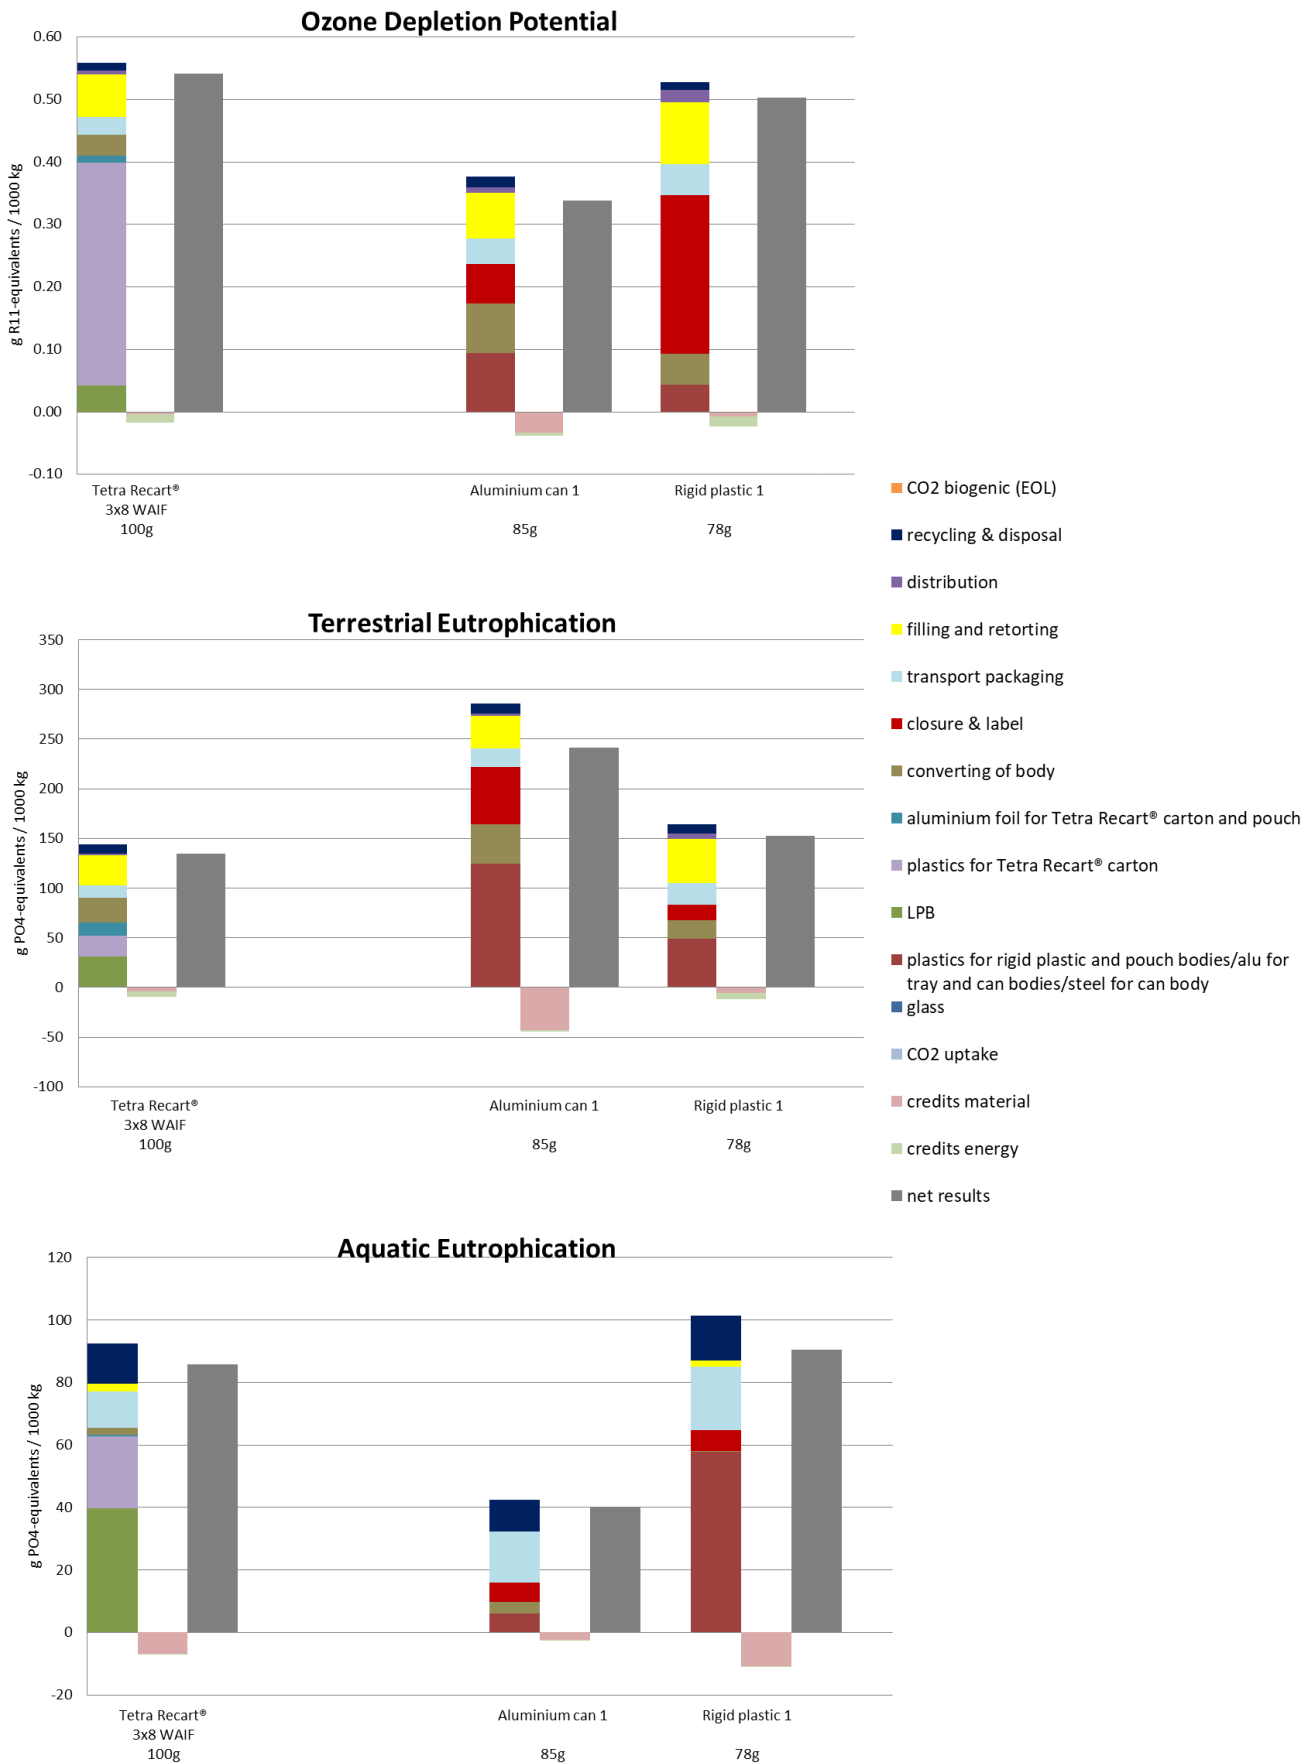 Ozone Depletion Potential
g R11-equivalents / 1000 kg
0.60
0.50
0.40
0.30
0.20
0.10
0.00
-0.10
Tetra Recart®
3x8 WAIF
100g
Aluminium can 1
85g
Rigid plastic 1
78g
Terrestrial Eutrophication
g PO4-equivalents / 1000 kg
350
300
250
200
150
100
50
0
-50
-100
Tetra Recart®
3x8 WAIF
100g
Aluminium can 1
85g
Rigid plastic 1
78g
CO2 biogenic (EOL)
recycling & disposal
distribution
filling and retorting
transport packaging
closure & label
converting of body
aluminium foil for Tetra Recart® carton and pouch
plastics for Tetra Recart® carton
LPB
plastics for rigid plastic and pouch bodies/alu for
tray and can bodies/steel for can body
glass
CO2 uptake
credits material
credits energy
net results
Aquatic Eutrophication
g PO4-equivalents / 1000 kg
120
100
80
60
40
20
0
-20
Tetra Recart®
3x8 WAIF
100g
Aluminium can 1
85g
Rigid plastic 1
78g